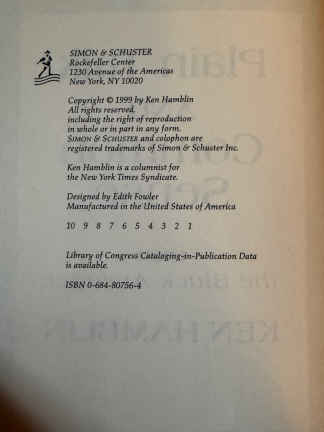 SIMON & SCHUSTER
Rockefeller Center
1230 Avenue of the Americas
New York, NY 10020
Copyright © 1999 by Ken Hamblin
All rights reserved,
including the right of reproduction
in whole or in part in any form.
SIMON & SCHUSTER and colophon are
registered trademarks of Simon & Schuster Inc.
Ken Hamblin is a columnist for
the New York Times Syndicate.
Designed by Edith Fowler
Manufactured in the United States of America
10 9 8 7 6 5 4 3 2 1
Library of Congress Cataloging-in-Publication Data
is available.
ISBN 0-684-80756-4
Plain
KEN HAMBLIN